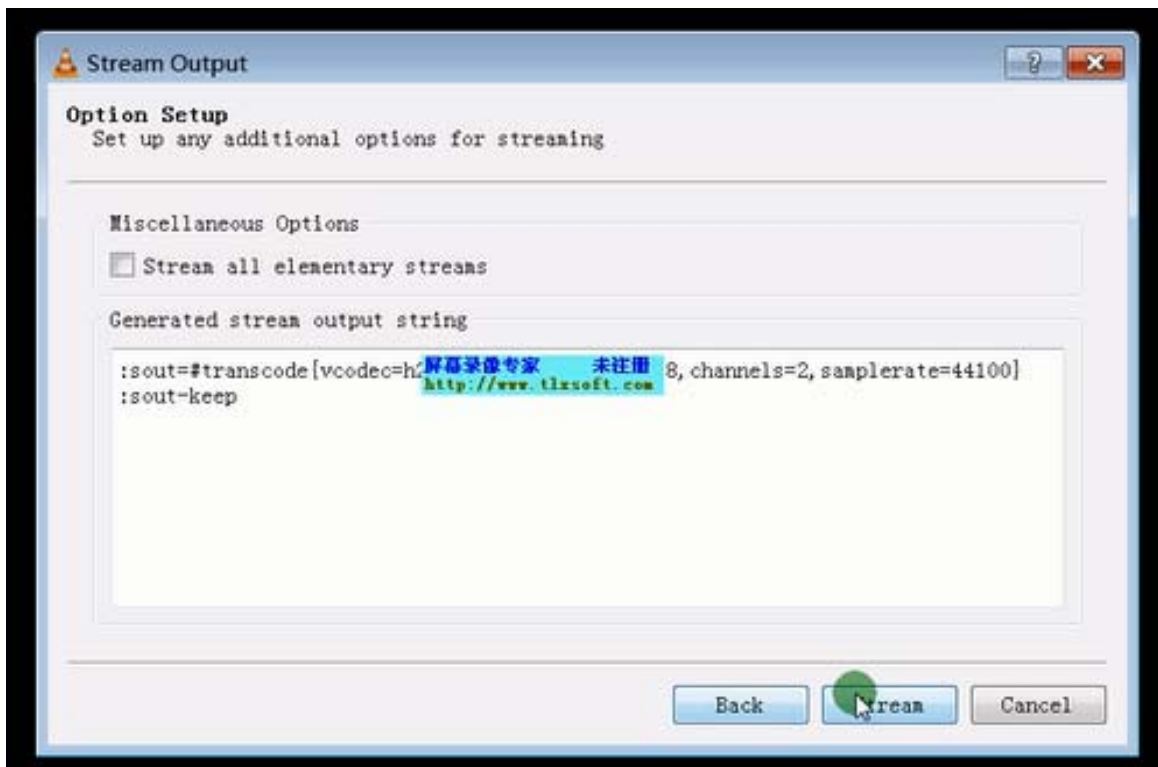 Stream Output
Option Setup
Set up any additional options for streaming
Miscellaneous Options
Stream all elementary streams
Generated stream output string
:sout=#transcode{vcodec=h2 8,channels=2,samplerate=44100}
屏幕录像专家 未注册
http://www.tlxsoft.com
:sout-keep
Back
Cancel